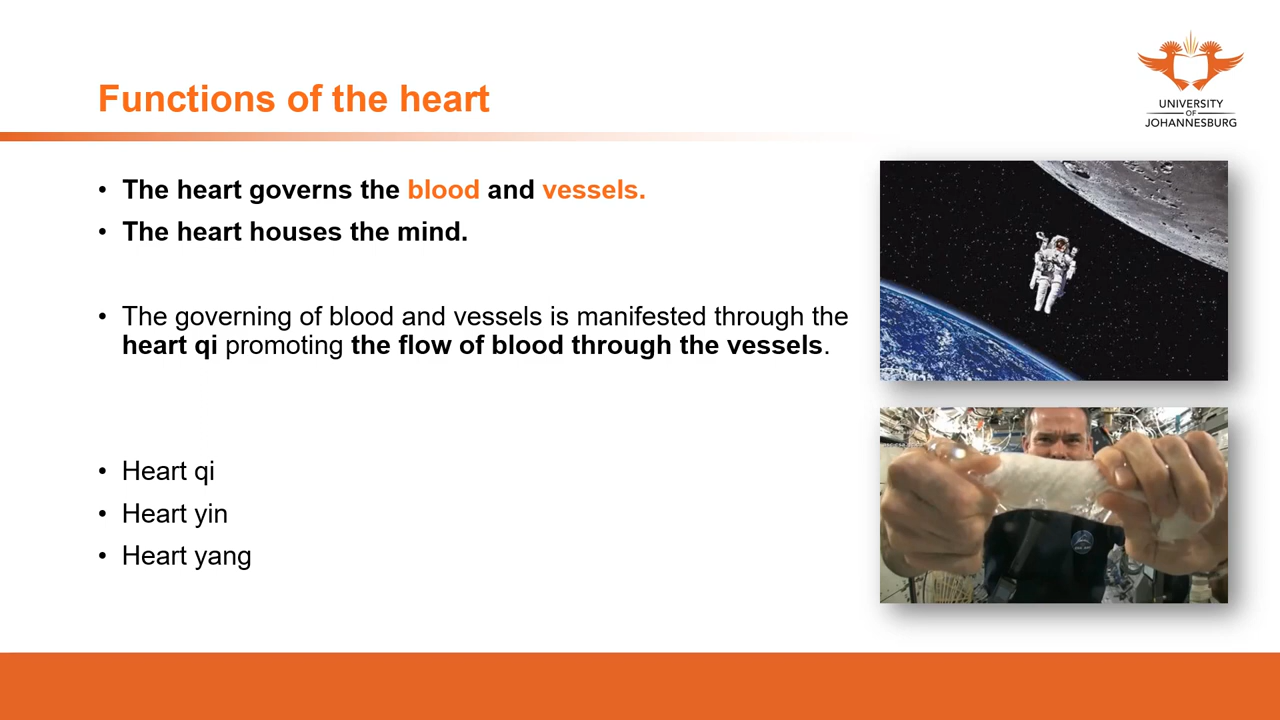 UNIVERSITY
OF
JOHANNESBURG
Functions of the heart
• The heart governs the blood and vessels.
• The heart houses the mind.
• The governing of blood and vessels is manifested through the
heart qi promoting the flow of blood through the vessels.
• Heart qi
• Heart yin
• Heart yang